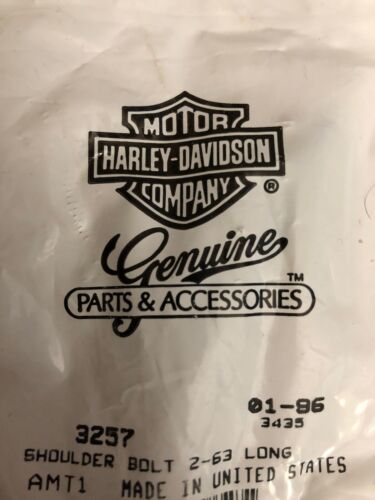 MOTOR
HARLEY-DAVIDSON
COMPANY ®
Genuine
PARTS & ACCESSORIES ™
01-86
3435
3257
SHOULDER BOLT 2-63 LONG
AMT1 MADE IN UNITED STATES